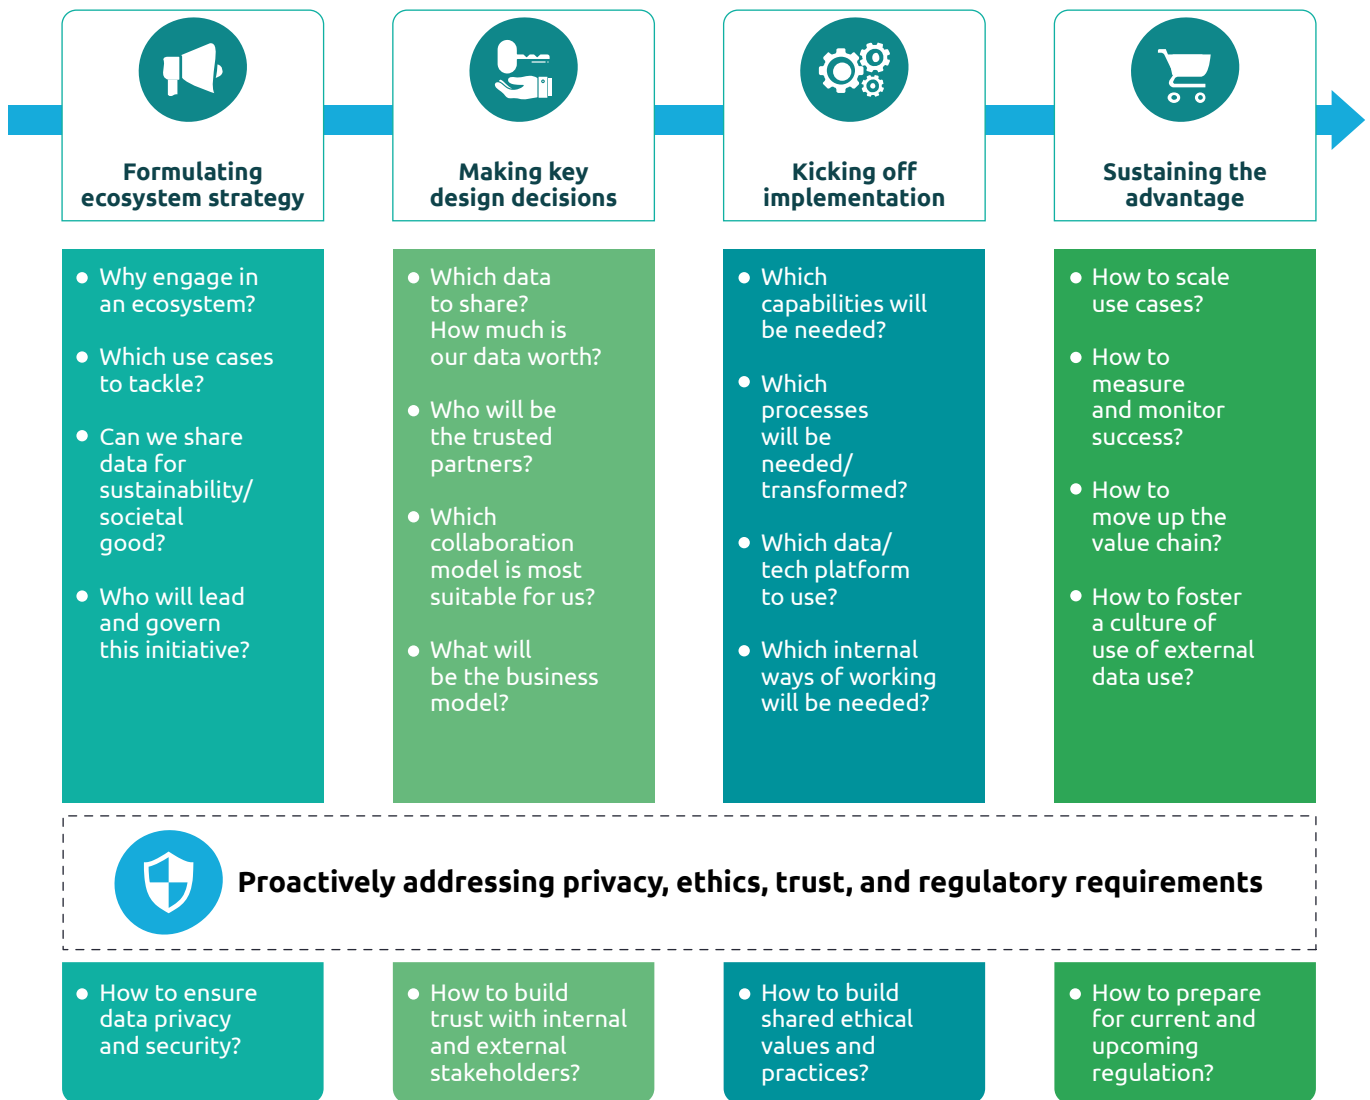 Formulating
ecosystem strategy
Making key
design decisions
Kicking off
implementation
Sustaining the
advantage
Why engage in
an ecosystem?
Which use cases
to tackle?
Can we share
data for
sustainability/
societal
good?
Who will lead
and govern
this initiative?
Which data
to share?
How much is
our data worth?
Who will be
the trusted
partners?
Which
collaboration
model is most
suitable for us?
What will
be the business
model?
Which
capabilities will
be needed?
Which
processes
will be
needed/
transformed?
Which data/
tech platform
to use?
Which internal
ways of working
will be needed?
How to scale
use cases?
How to
measure
and monitor
success?
How to
move up the
value chain?
How to foster
a culture of
use of external
data use?
Proactively addressing privacy, ethics, trust, and regulatory requirements
How to ensure
data privacy
and security?
How to build
trust with internal
and external
stakeholders?
How to build
shared ethical
values and
practices?
How to prepare
for current and
upcoming
regulation?